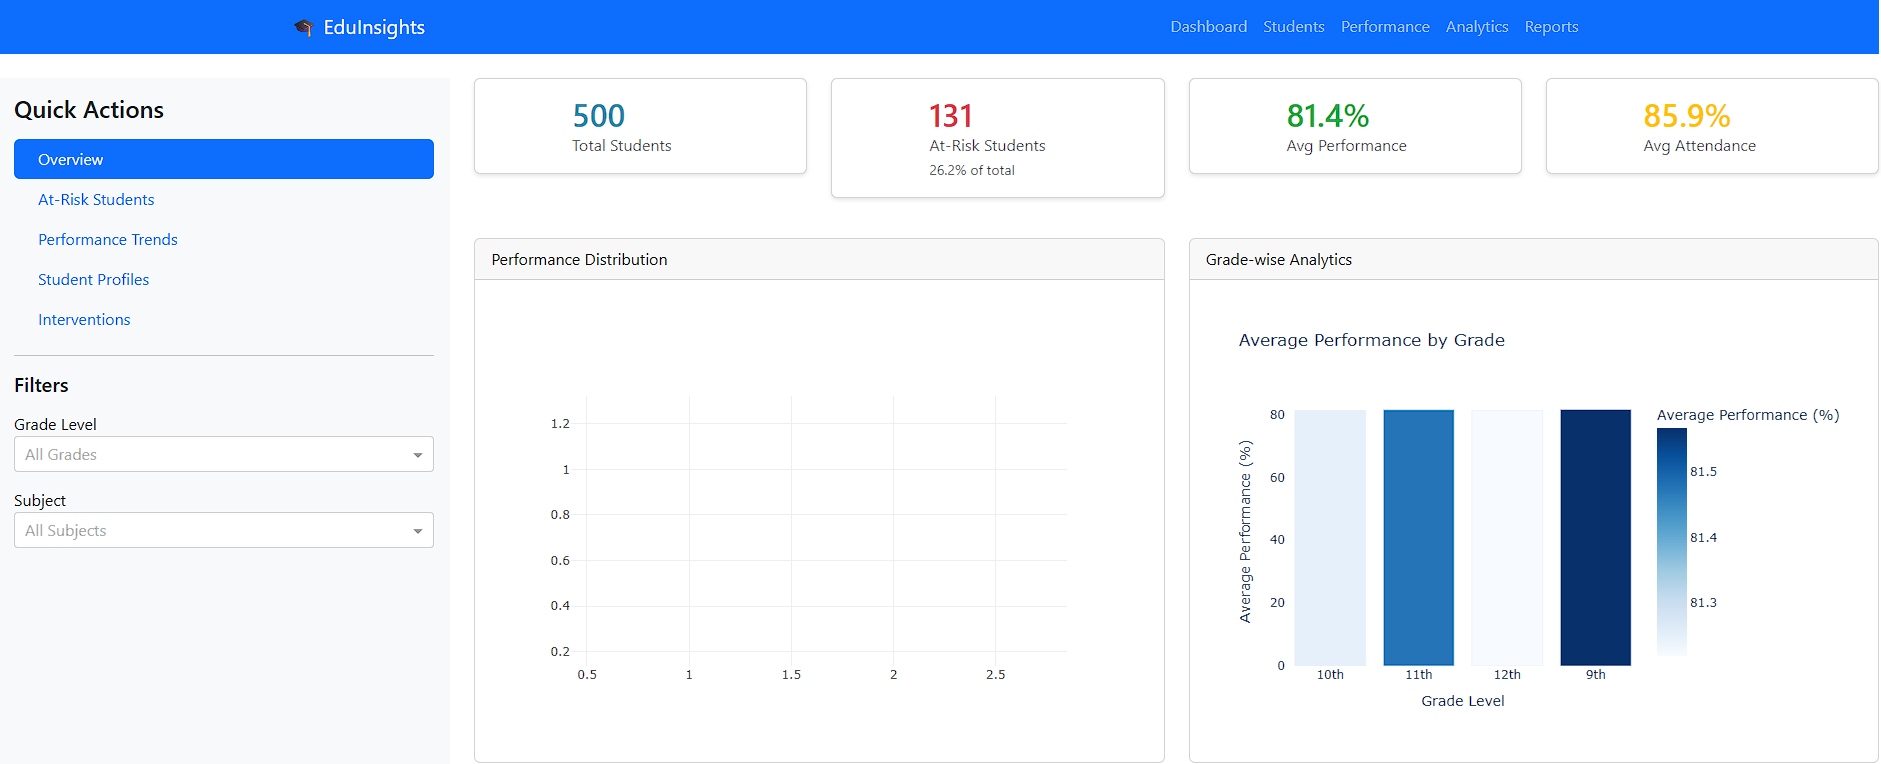 EduInsights
Dashboard Students Performance Analytics Reports
Quick Actions
Overview
At-Risk Students
Performance Trends
Student Profiles
Interventions
Filters
Grade Level
All Grades
Subject
All Subjects
500
Total Students
131
At-Risk Students
26.2% of total
81.4%
Avg Performance
85.9%
Avg Attendance
Performance Distribution
1.2
1
0.8
0.6
0.4
0.2
0.5 1 1.5 2 2.5
Grade-wise Analytics
Average Performance by Grade
Average Performance (%)
80
60
40
20
0
10th 11th 12th 9th
Grade Level
Average Performance (%)
81.5
81.4
81.3